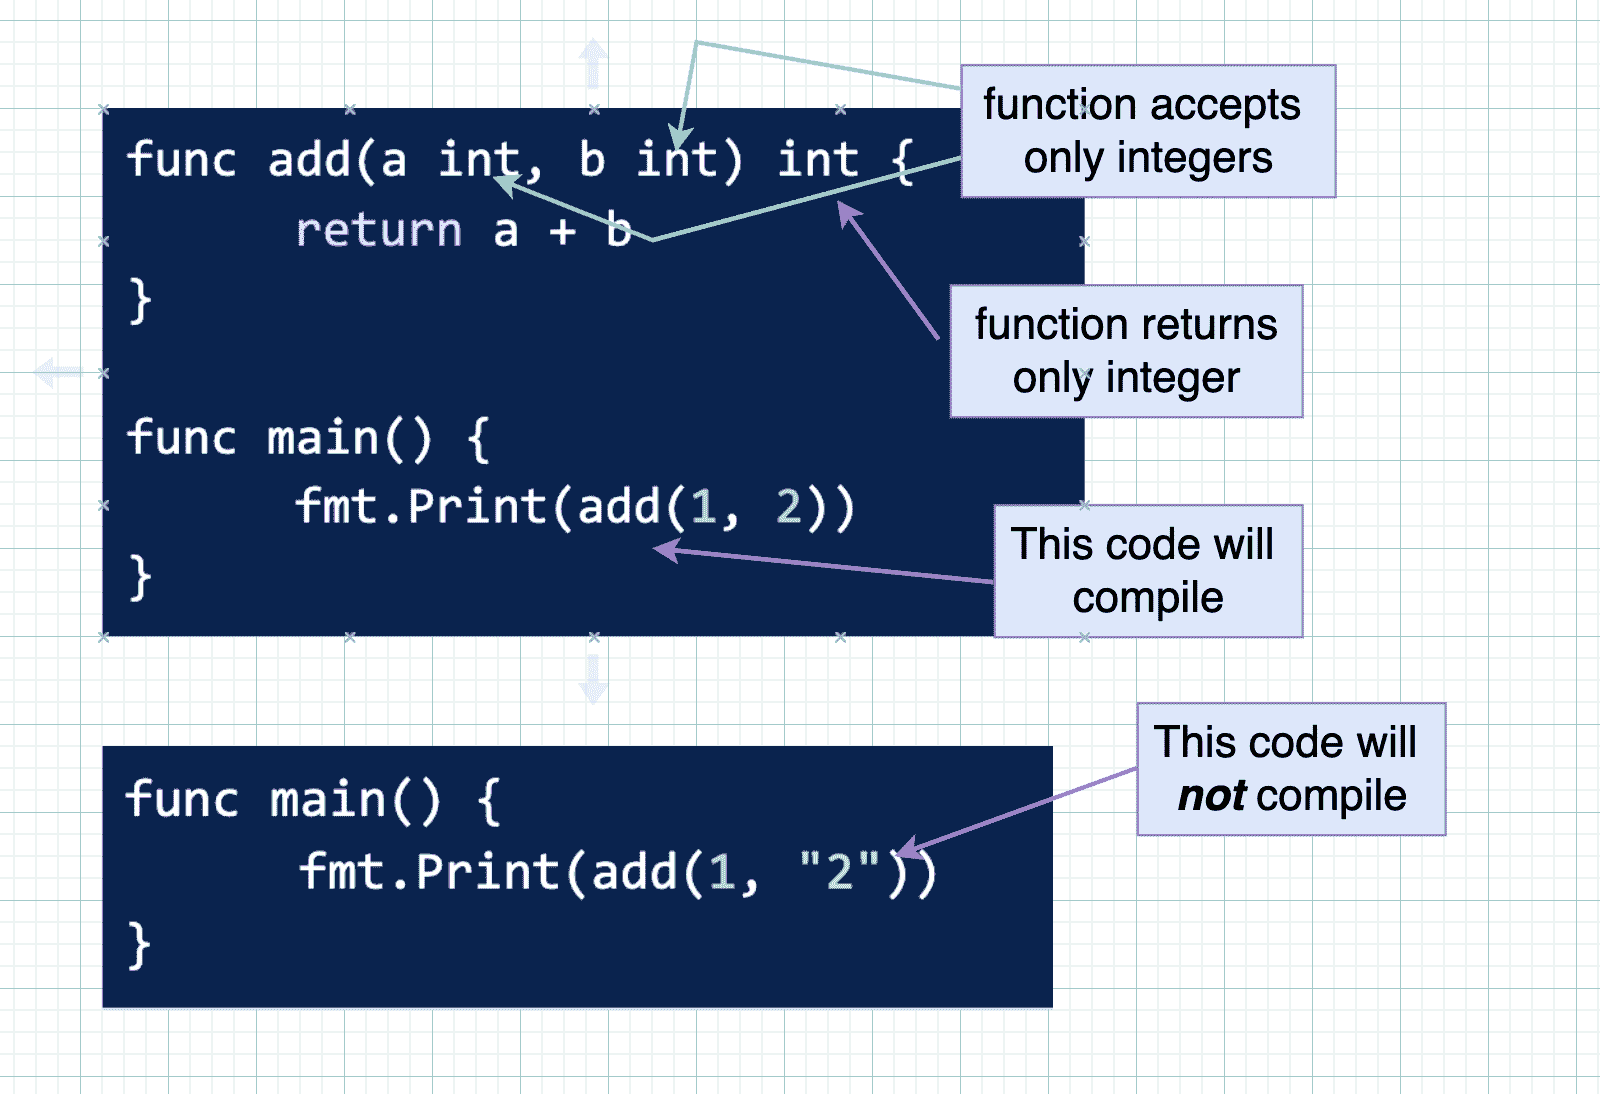 func add(a int, b int) int {
return a + b
}
func main() {
fmt.Print(add(1, 2))
}
function accepts
only integers
function returns
only integer
This code will
compile
func main() {
fmt.Print(add(1, "2"))
}
This code will
not compile